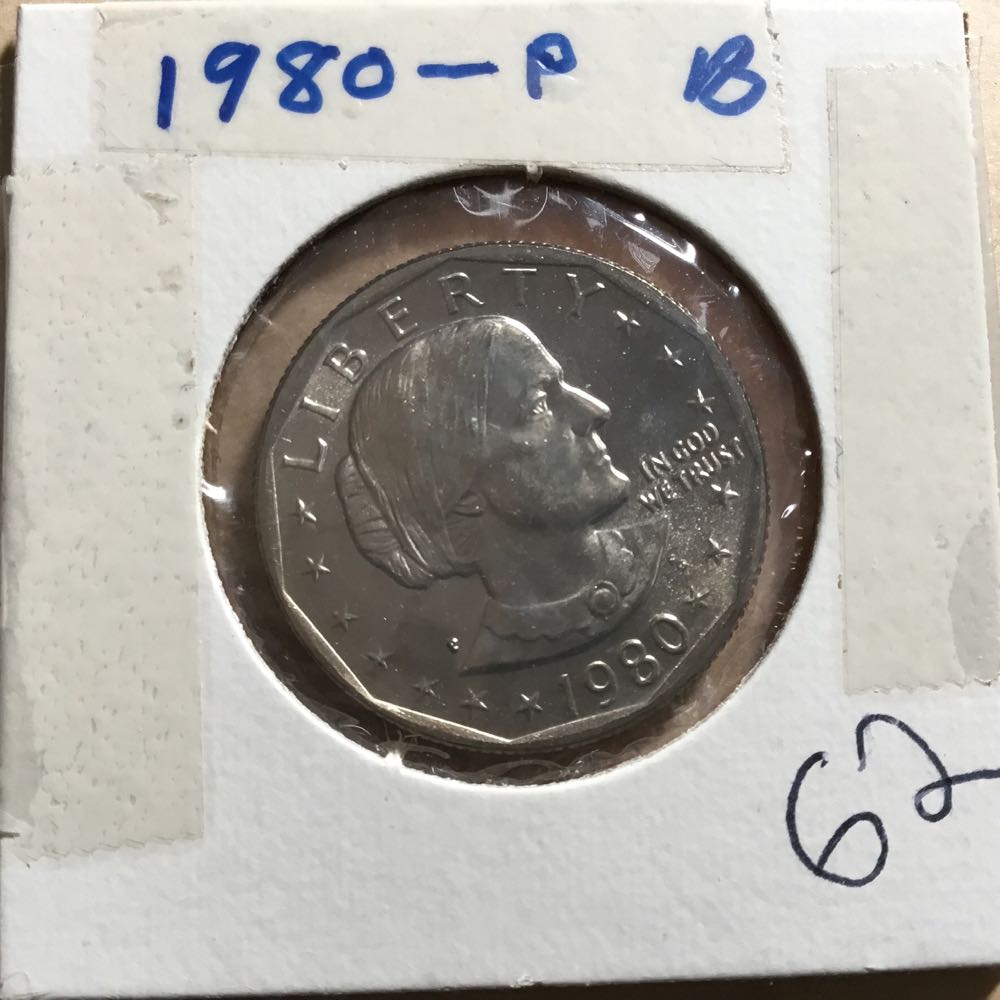 1980-P B
LIBERTY
IN GOD
WE TRUST
1980
62